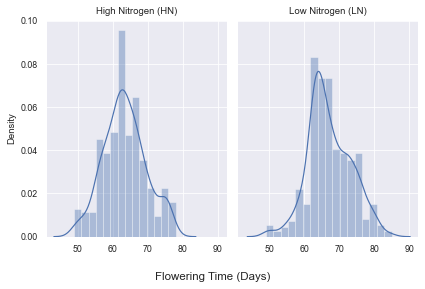 High Nitrogen (HN)
Low Nitrogen (LN)
0.10
0.08
0.06
0.04
0.02
0.00
Density
50 60 70 80 90
50 60 70 80 90
Flowering Time (Days)